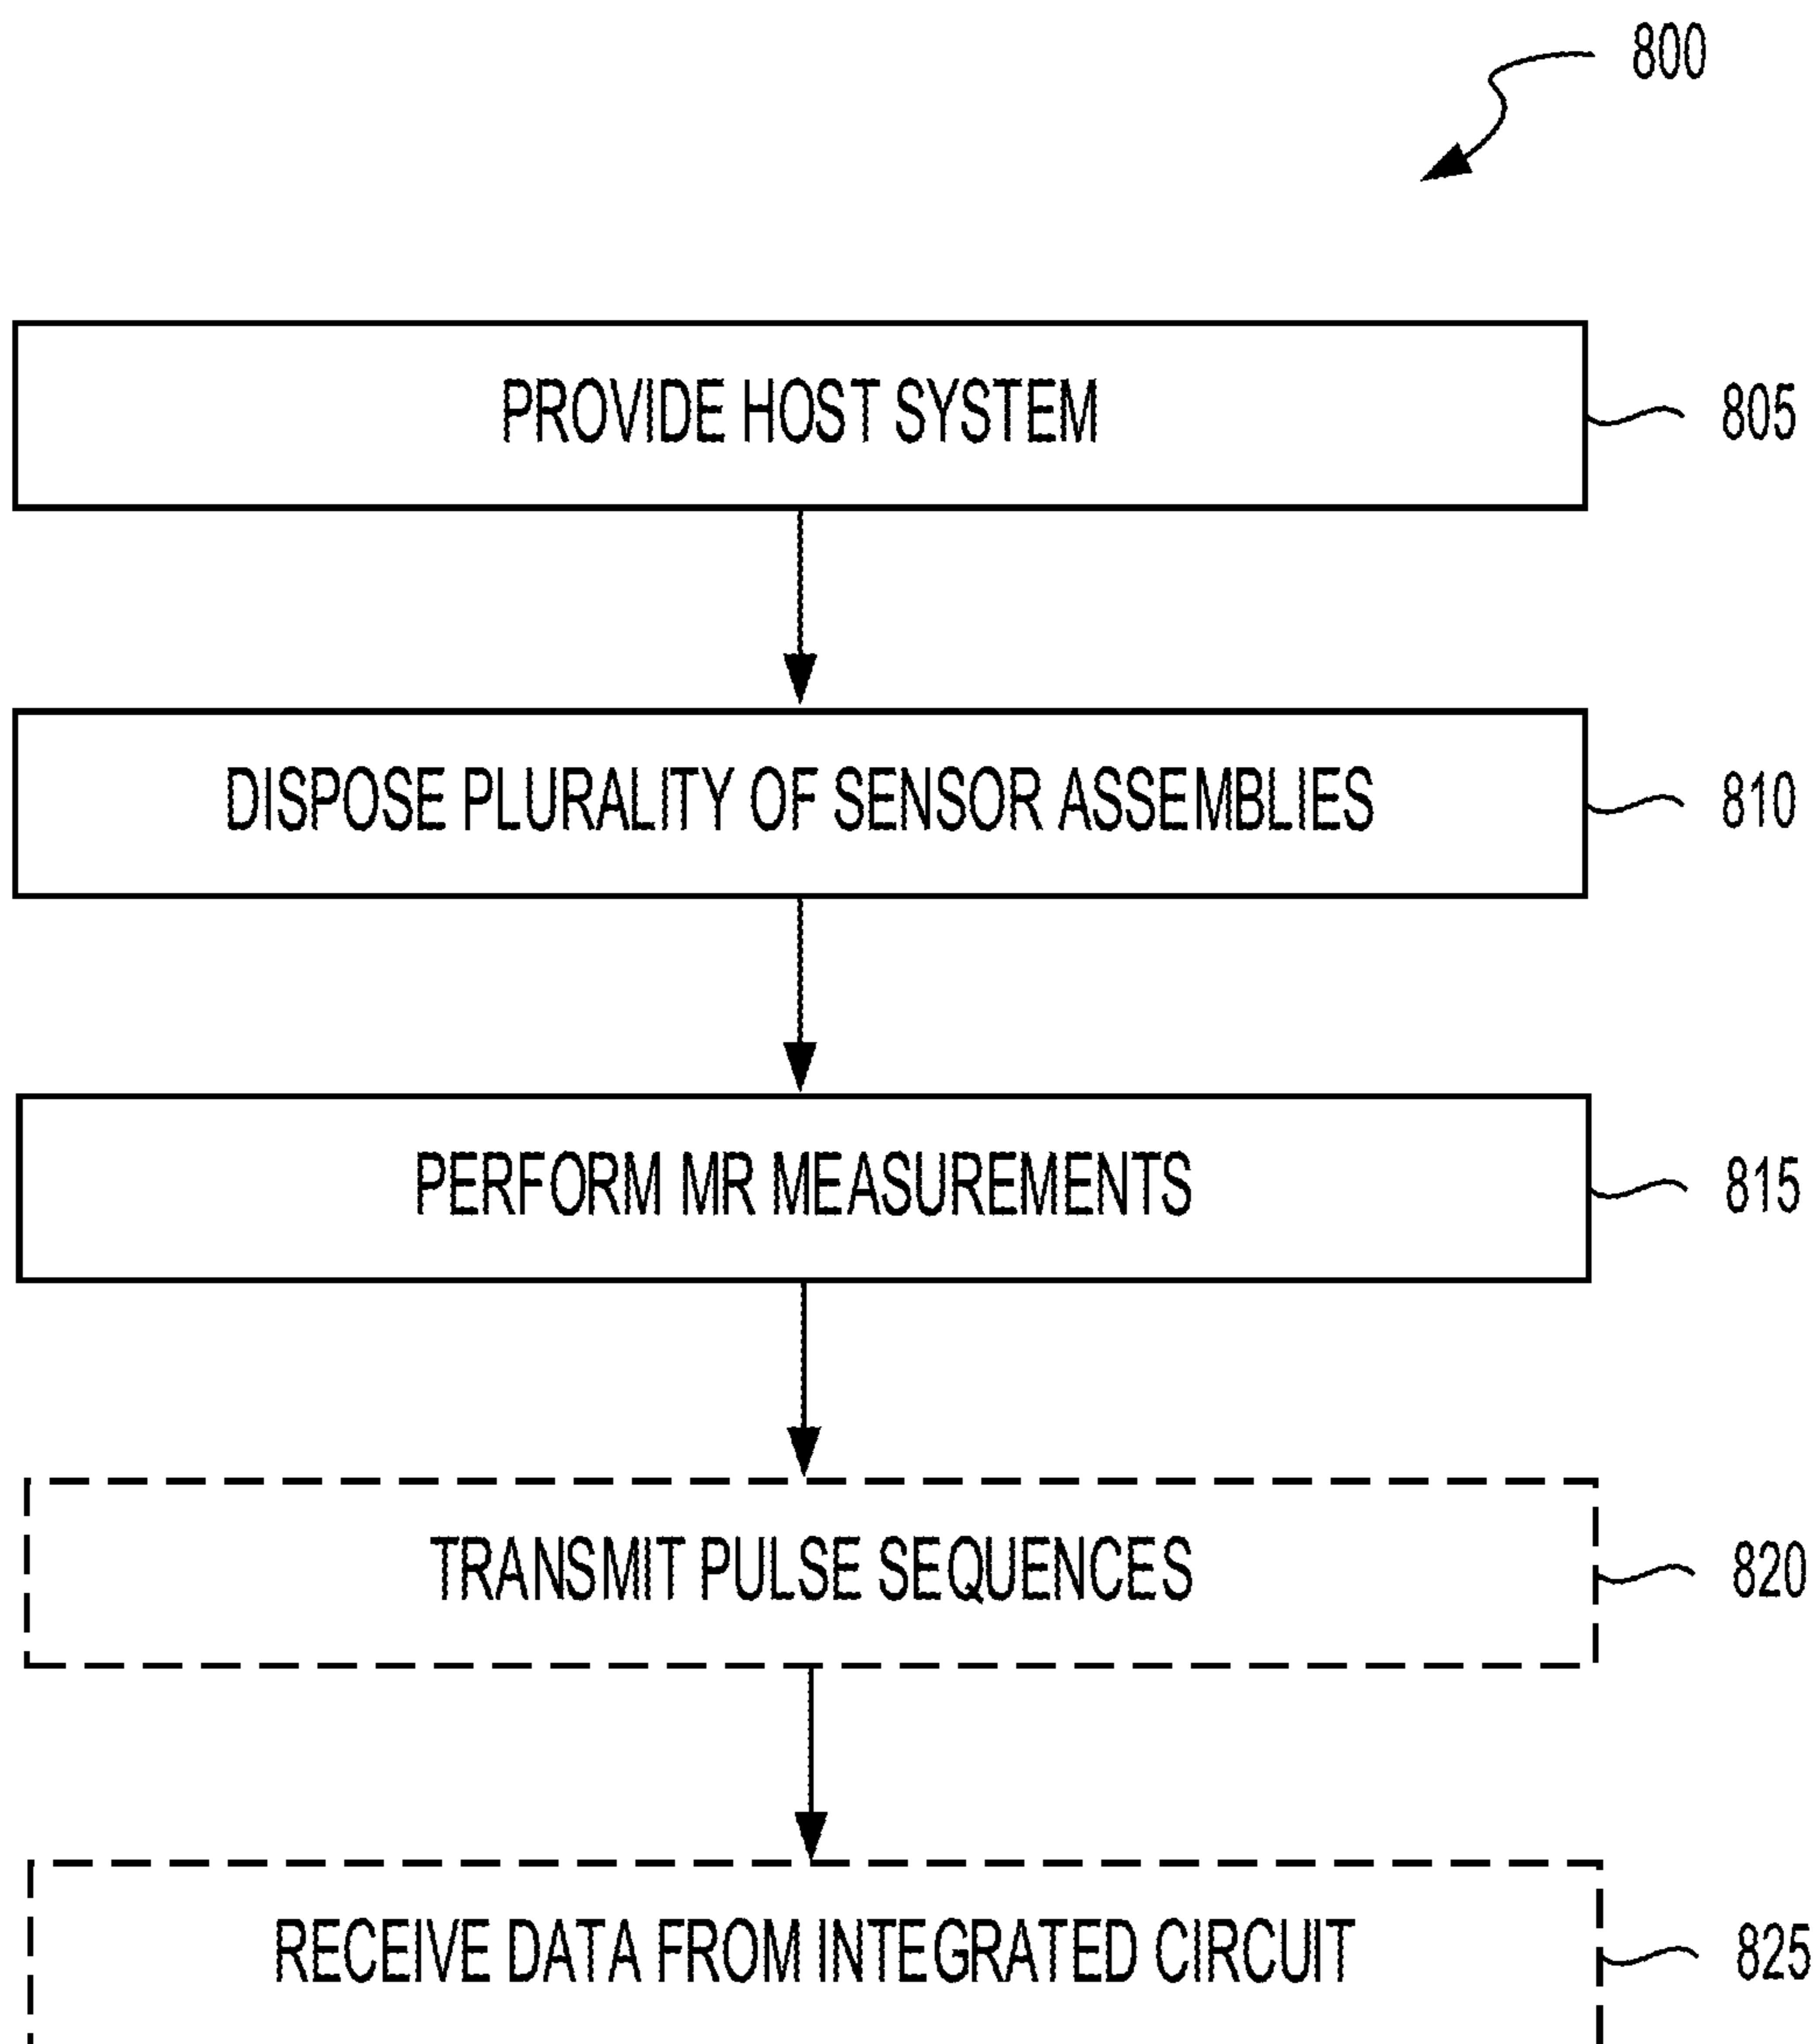 800
PROVIDE HOST SYSTEM
805
DISPOSE PLURALITY OF SENSOR ASSEMBLIES
810
PERFORM MR MEASUREMENTS
815
TRANSMIT PULSE SEQUENCES
820
RECEIVE DATA FROM INTEGRATED CIRCUIT
825